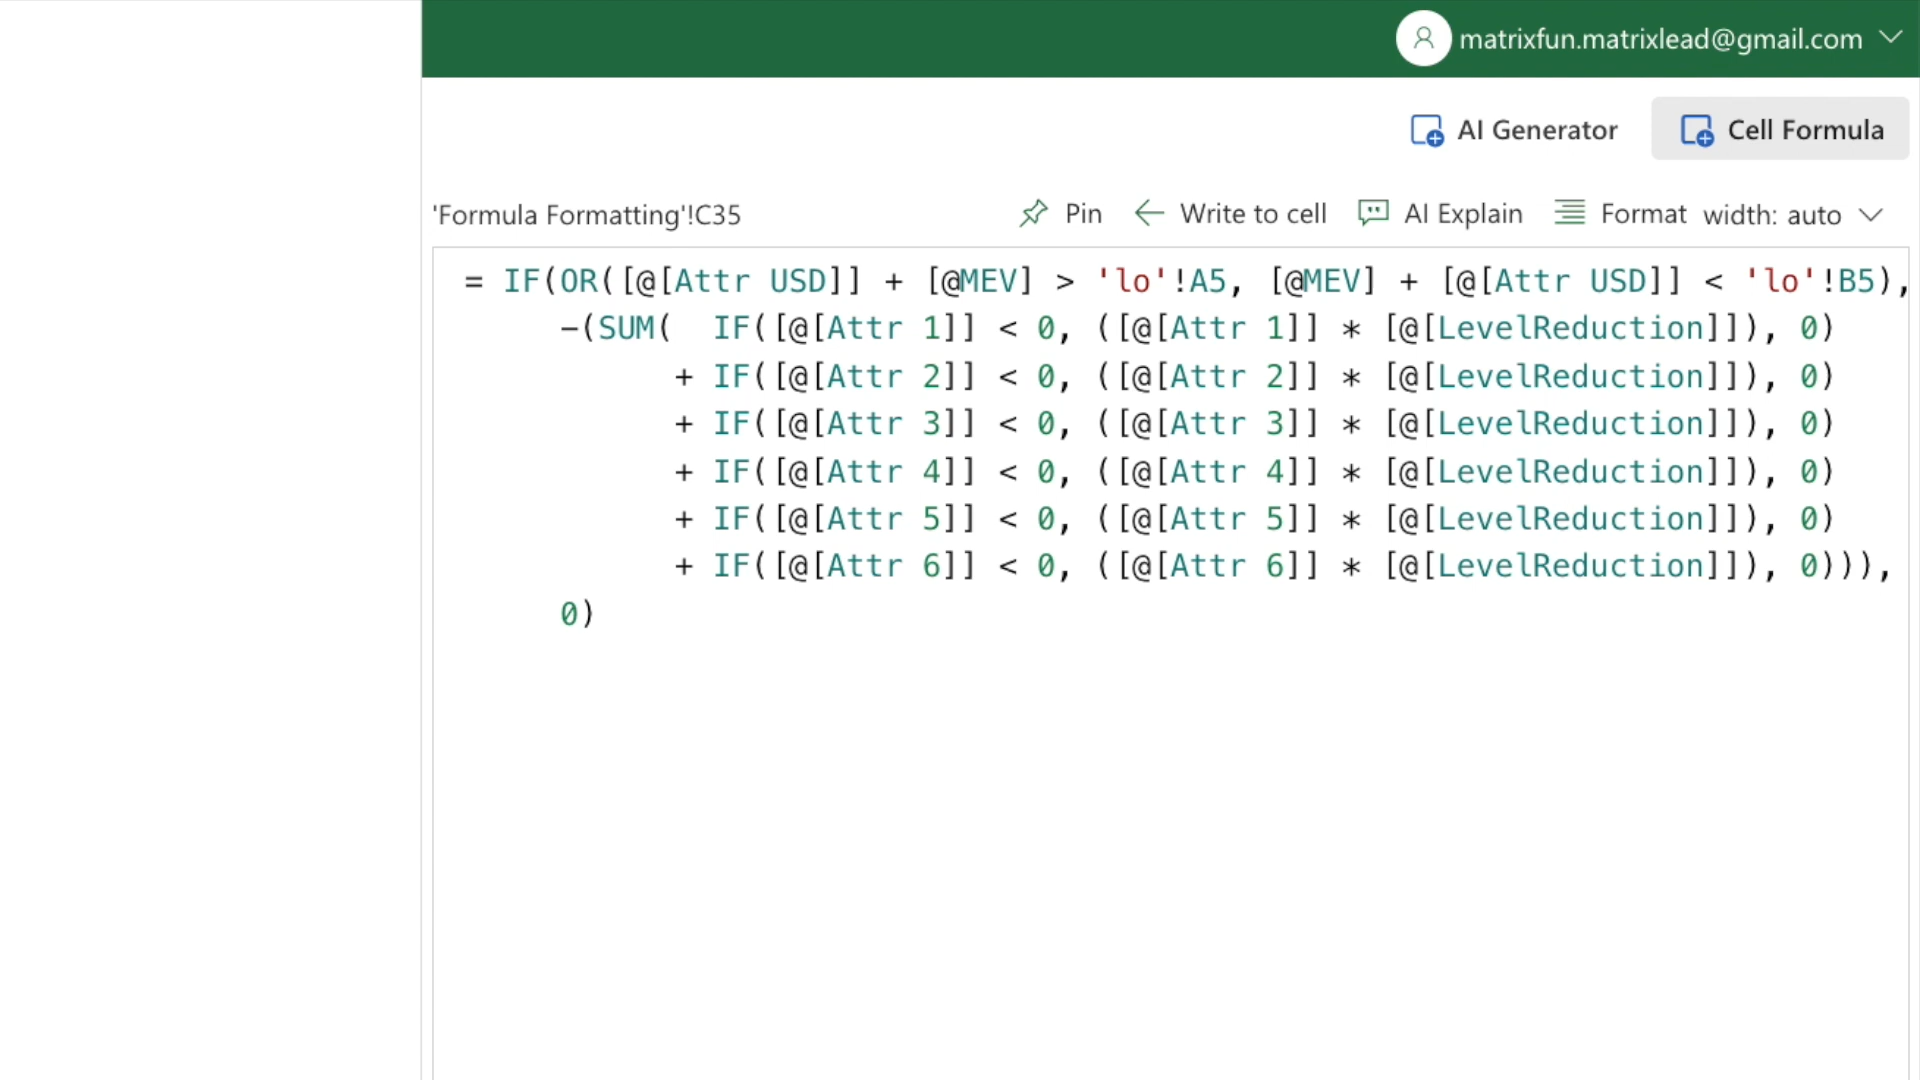 matrixfun.matrixlead@gmail.com
AI Generator
Cell Formula
'Formula Formatting'!C35
Pin
Write to cell
AI Explain
Format
width: auto
= IF(OR([@[Attr USD]] + [@MEV] > 'lo'!A5, [@MEV] + [@[Attr USD]] < 'lo'!B5),
-(SUM( IF([@[Attr 1]] < 0, ([@[Attr 1]] * [@[LevelReduction]]), 0)
+ IF([@[Attr 2]] < 0, ([@[Attr 2]] * [@[LevelReduction]]), 0)
+ IF([@[Attr 3]] < 0, ([@[Attr 3]] * [@[LevelReduction]]), 0)
+ IF([@[Attr 4]] < 0, ([@[Attr 4]] * [@[LevelReduction]]), 0)
+ IF([@[Attr 5]] < 0, ([@[Attr 5]] * [@[LevelReduction]]), 0)
+ IF([@[Attr 6]] < 0, ([@[Attr 6]] * [@[LevelReduction]]), 0))),
0)